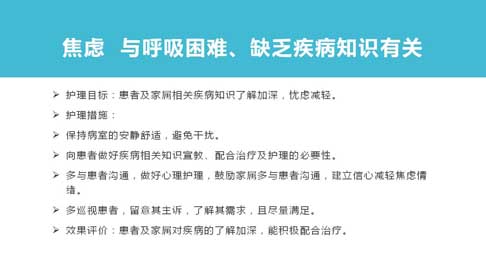 焦虑  与呼吸困难、缺乏疾病知识有关
➢ 护理目标：患者及家属相关疾病知识了解加深，忧虑减轻。
➢ 护理措施：
➢ 保持病室的安静舒适，避免干扰。
➢ 向患者做好疾病相关知识宣教、配合治疗及护理的必要性。
➢ 多与患者沟通，做好心理护理，鼓励家属多与患者沟通，建立信心减轻焦虑情
绪。
➢ 多巡视患者，留意其主诉，了解其需求，且尽量满足。
➢ 效果评价：患者及家属对疾病的了解加深，能积极配合治疗。